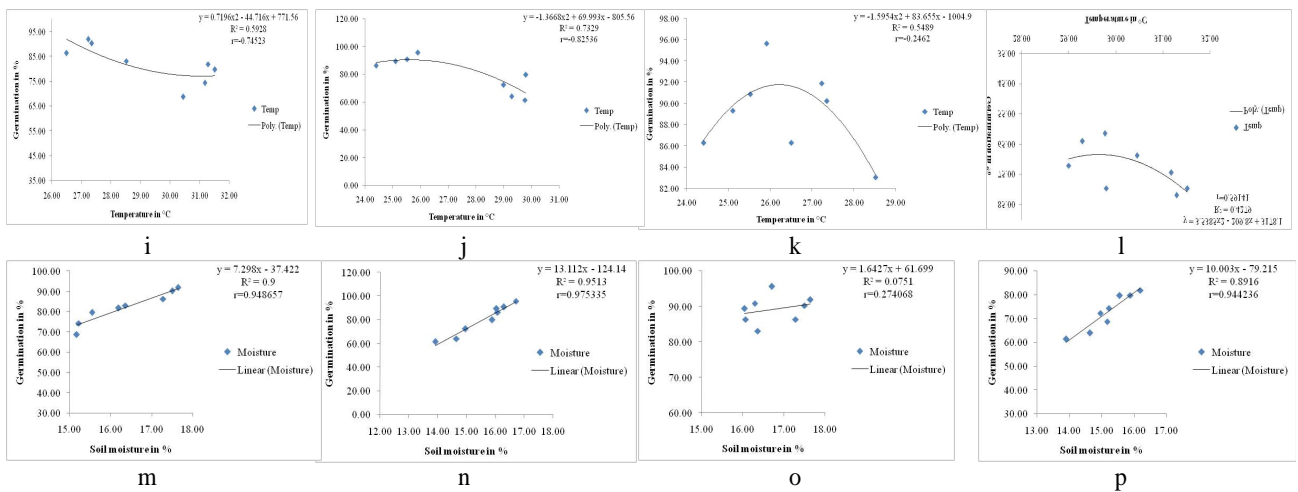 y = 0.7196x2 - 44.716x + 771.56
R² = 0.5928
r=-0.74523
Germination in %
95.00
85.00
75.00
65.00
55.00
45.00
35.00
26.00 27.00 28.00 29.00 30.00 31.00 32.00
Temperature in °C
Temp
Poly. (Temp)
i
y = -1.3668x2 + 69.993x - 805.56
R² = 0.7329
r=-0.82536
Germination in %
120.00
100.00
80.00
60.00
40.00
20.00
0.00
24.00 25.00 26.00 27.00 28.00 29.00 30.00 31.00
Temperature in °C
Temp
Poly. (Temp)
j
y = -1.5954x2 + 83.655x - 1004.9
R² = 0.5489
r=-0.2462
Germination in %
98.00
96.00
94.00
92.00
90.00
88.00
86.00
84.00
82.00
24.00 25.00 26.00 27.00 28.00 29.00
Temperature in °C
Temp
Poly. (Temp)
k
Temperature in °C
Poly. (Temp)
Temp
r=0.59141
R² = 0.4279
l
y = 7.298x - 37.422
R² = 0.9
r=0.948657
Germination in %
100.00
90.00
80.00
70.00
60.00
50.00
40.00
30.00
15.00 16.00 17.00 18.00
Soil moisture in %
Moisture
Linear (Moisture)
m
y = 13.112x - 124.14
R² = 0.9513
r=0.975335
Germination in %
120.00
100.00
80.00
60.00
40.00
20.00
0.00
12.00 13.00 14.00 15.00 16.00 17.00 18.00
Soil moisture in %
Moisture
Linear (Moisture)
n
y = 1.6427x + 61.699
R² = 0.0751
r=0.274068
Germination in %
100.00
90.00
80.00
70.00
60.00
16.00 16.50 17.00 17.50 18.00
Soil moisture in %
Moisture
Linear (Moisture)
o
y = 10.003x - 79.215
R² = 0.8916
r=0.944236
Germination in %
90.00
80.00
70.00
60.00
50.00
40.00
30.00
13.00 14.00 15.00 16.00 17.00
Soil moisture in %
Moisture
Linear (Moisture)
p